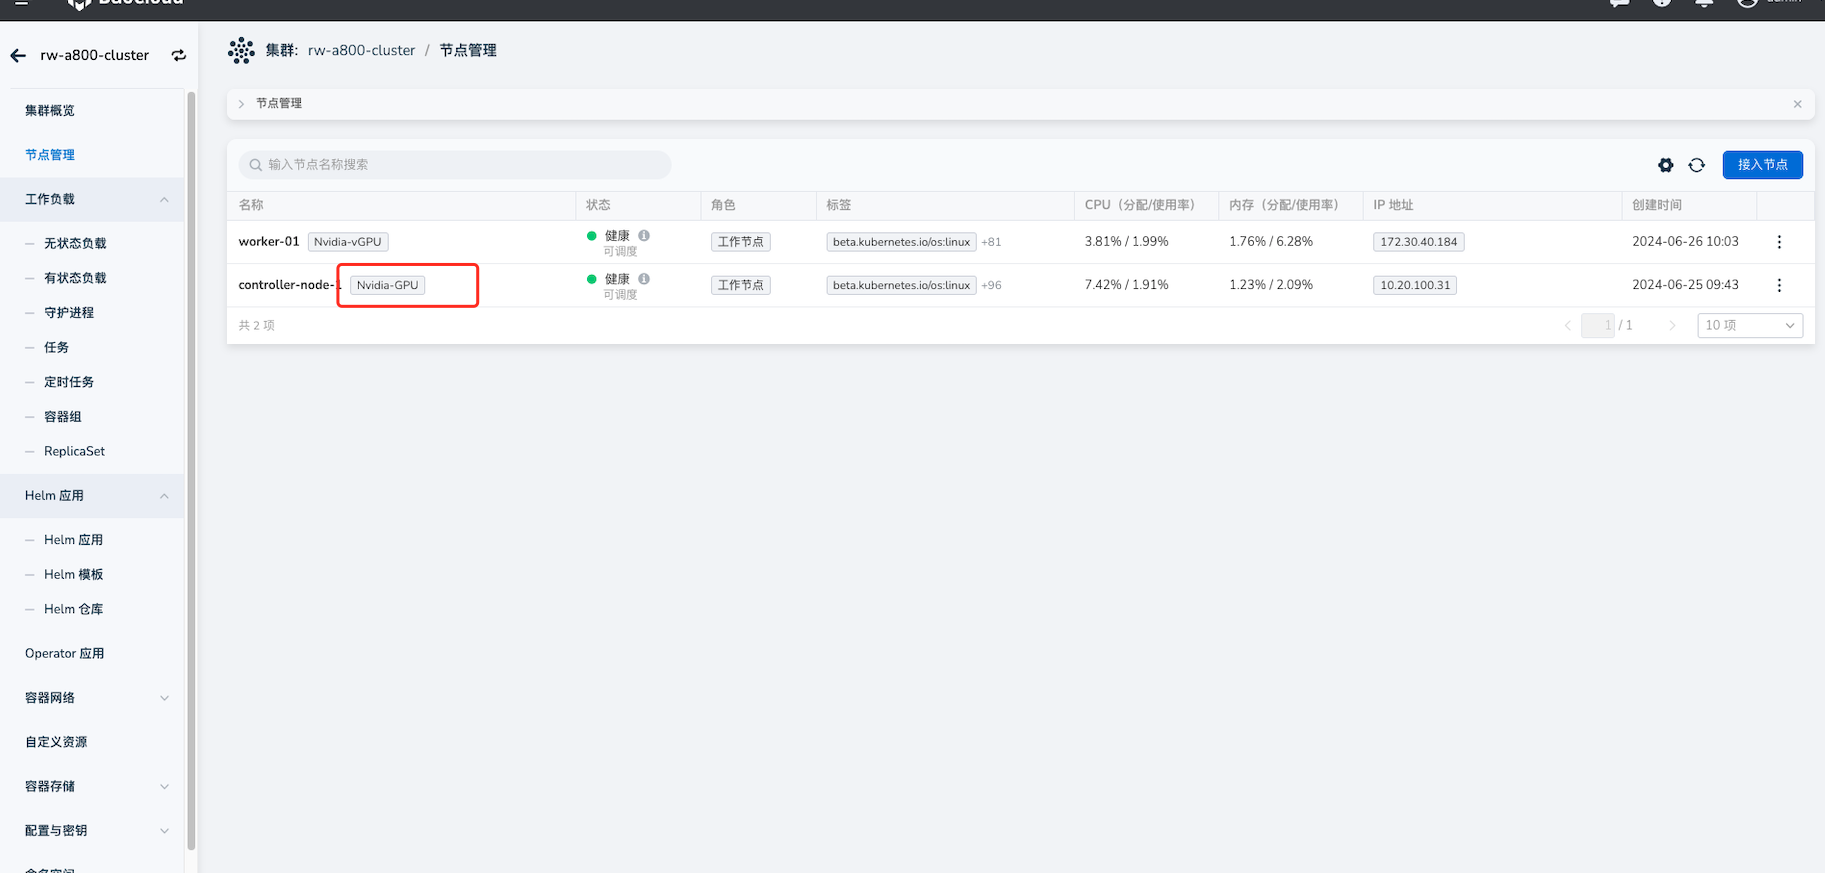 rw-a800-cluster
集群概览
节点管理
工作负载
无状态负载
有状态负载
守护进程
任务
定时任务
容器组
ReplicaSet
Helm 应用
Helm 应用
Helm 模板
Helm 仓库
Operator 应用
容器网络
自定义资源
容器存储
配置与密钥
集群: rw-a800-cluster / 节点管理
节点管理
输入节点名称搜索
接入节点
名称 状态 角色 标签 CPU（分配/使用率） 内存（分配/使用率） IP 地址 创建时间
worker-01 Nvidia-vGPU 健康 可调度 工作节点 beta.kubernetes.io/os:linux +81 3.81% / 1.99% 1.76% / 6.28% 172.30.40.184 2024-06-26 10:03
controller-node-1 Nvidia-GPU 健康 可调度 工作节点 beta.kubernetes.io/os:linux +96 7.42% / 1.91% 1.23% / 2.09% 10.20.100.31 2024-06-25 09:43
共 2 项 1 / 1 10 项